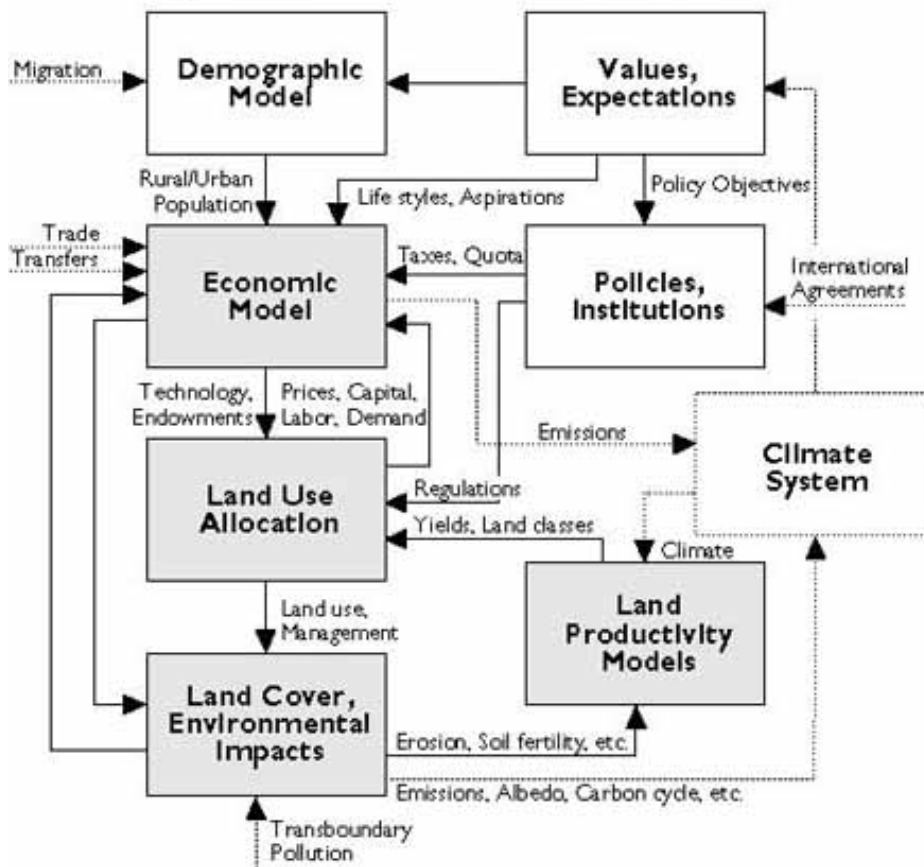 Migration
Demographic
Model
Values,
Expectations
Rural/Urban
Population
Life styles, Aspirations
Policy Objectives
Trade
Transfers
Economic
Model
Taxes, Quota
Policies,
Institutions
International
Agreements
Technology,
Endowments
Prices, Capital,
Labor, Demand
Emissions
Climate
System
Land Use
Allocation
Regulations
Yields, Land classes
Climate
Land use,
Management
Land
Productivity
Models
Land Cover,
Environmental
Impacts
Erosion, Soil fertility, etc.
Emissions, Albedo, Carbon cycle, etc.
Transboundary
Pollution